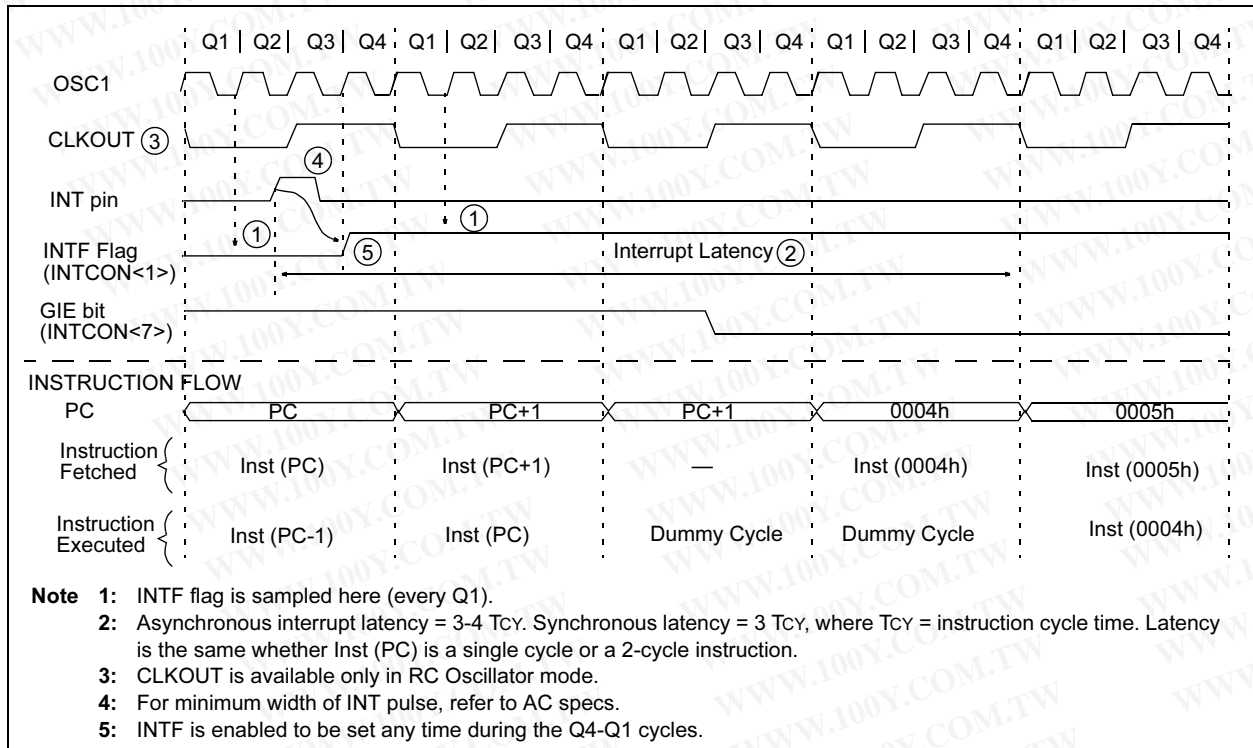 Q1 | Q2 | Q3 | Q4 Q1 | Q2 | Q3 | Q4 Q1 | Q2 | Q3 | Q4 Q1 | Q2 | Q3 | Q4 Q1 | Q2 | Q3 | Q4
OSC1
CLKOUT ③
④
INT pin
① ①
INTF Flag
(INTCON<1>)
⑤
Interrupt Latency ②
GIE bit
(INTCON<7>)
INSTRUCTION FLOW
PC PC PC+1 PC+1 0004h 0005h
Instruction
Fetched
Inst (PC) Inst (PC+1) — Inst (0004h) Inst (0005h)
Instruction
Executed
Inst (PC-1) Inst (PC) Dummy Cycle Dummy Cycle Inst (0004h)
Note 1: INTF flag is sampled here (every Q1).
2: Asynchronous interrupt latency = 3-4 TCY. Synchronous latency = 3 TCY, where TCY = instruction cycle time. Latency
is the same whether Inst (PC) is a single cycle or a 2-cycle instruction.
3: CLKOUT is available only in RC Oscillator mode.
4: For minimum width of INT pulse, refer to AC specs.
5: INTF is enabled to be set any time during the Q4-Q1 cycles.
WWW.100Y.COM.TW